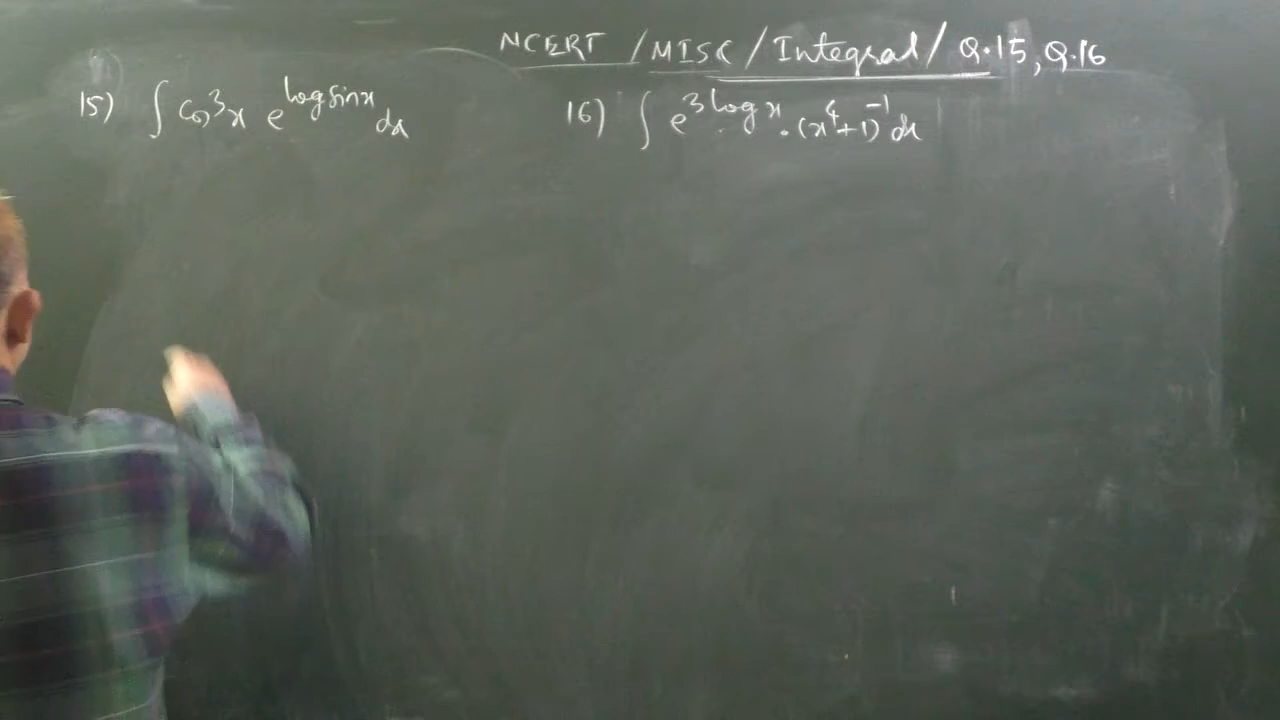 NCERT / MISC / Integral / Q.15, Q.16
15) ∫ Cos³x e^{log sinx} dx
16) ∫ e^{3 log x} . (x⁴+1)⁻¹ dx